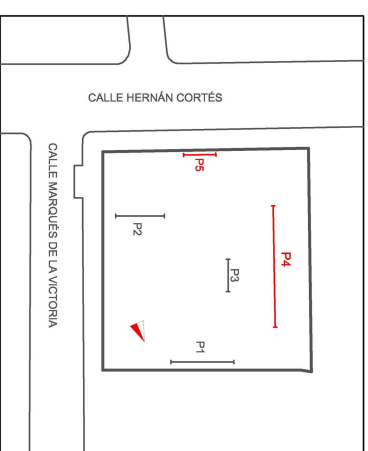 CALLE HERNÁN CORTÉS
CALLE MARQUÉS DE LA VICTORIA
P5
P2
P4
P3
P1